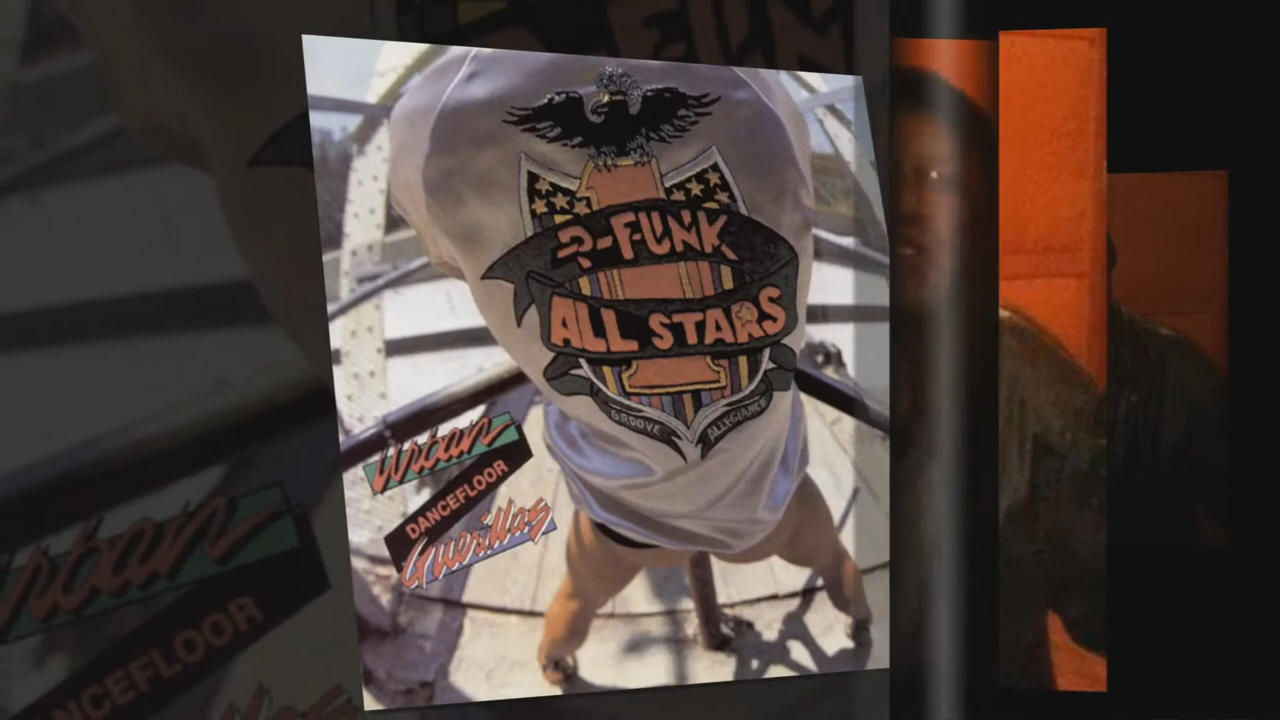 P-FUNK
ALL STARS
GROOVE ALLEGIANCE
Urban
DANCEFLOOR
Guerillas
Urban
DANCEFLOOR